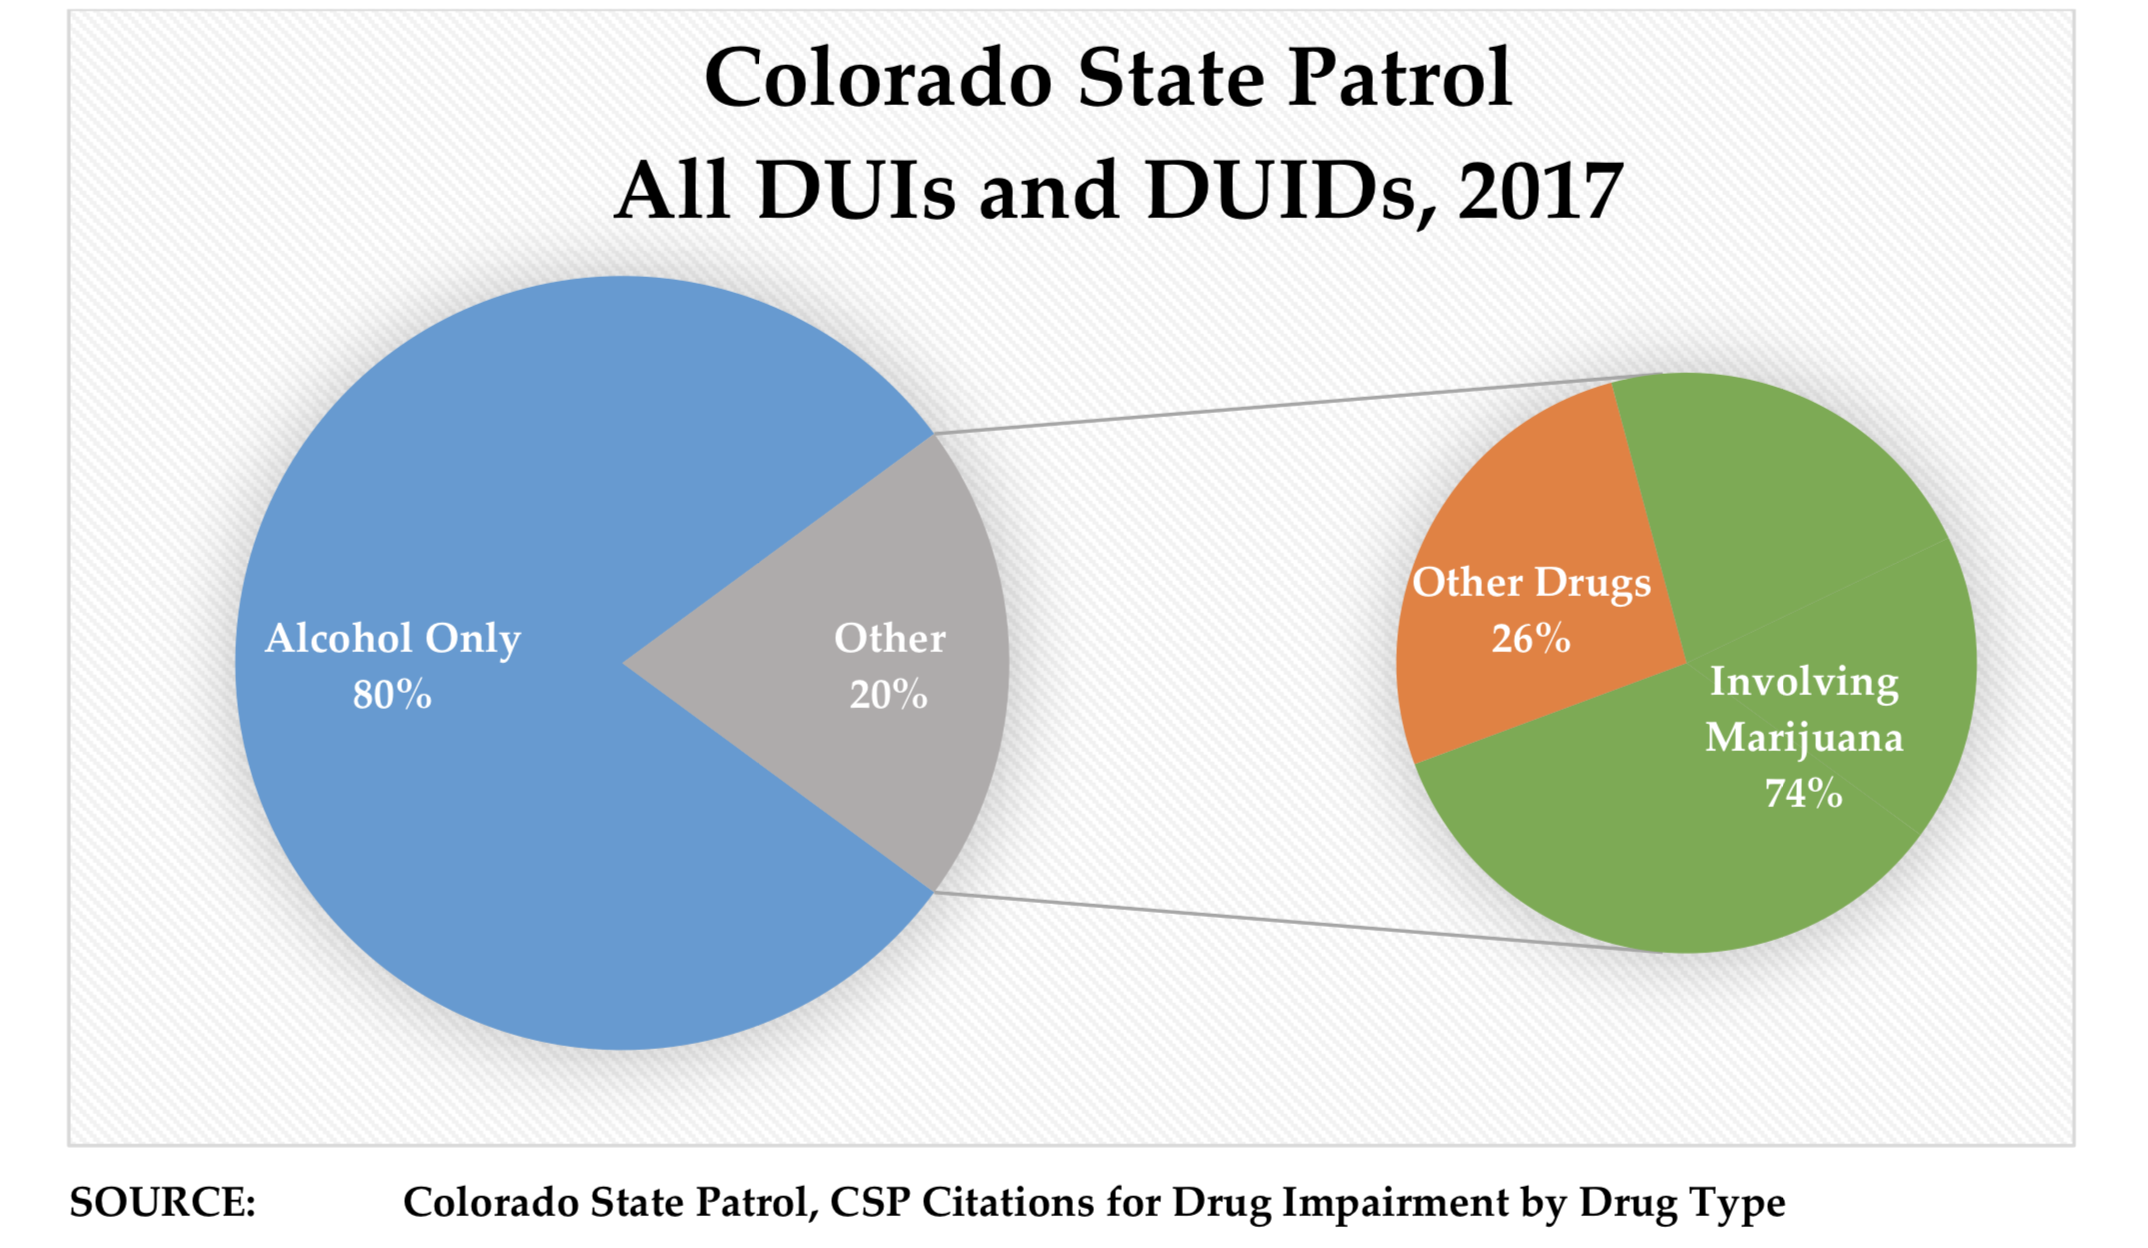 Colorado State Patrol
All DUIs and DUIDs, 2017
Alcohol Only
80%
Other
20%
Other Drugs
26%
Involving
Marijuana
74%
SOURCE: Colorado State Patrol, CSP Citations for Drug Impairment by Drug Type